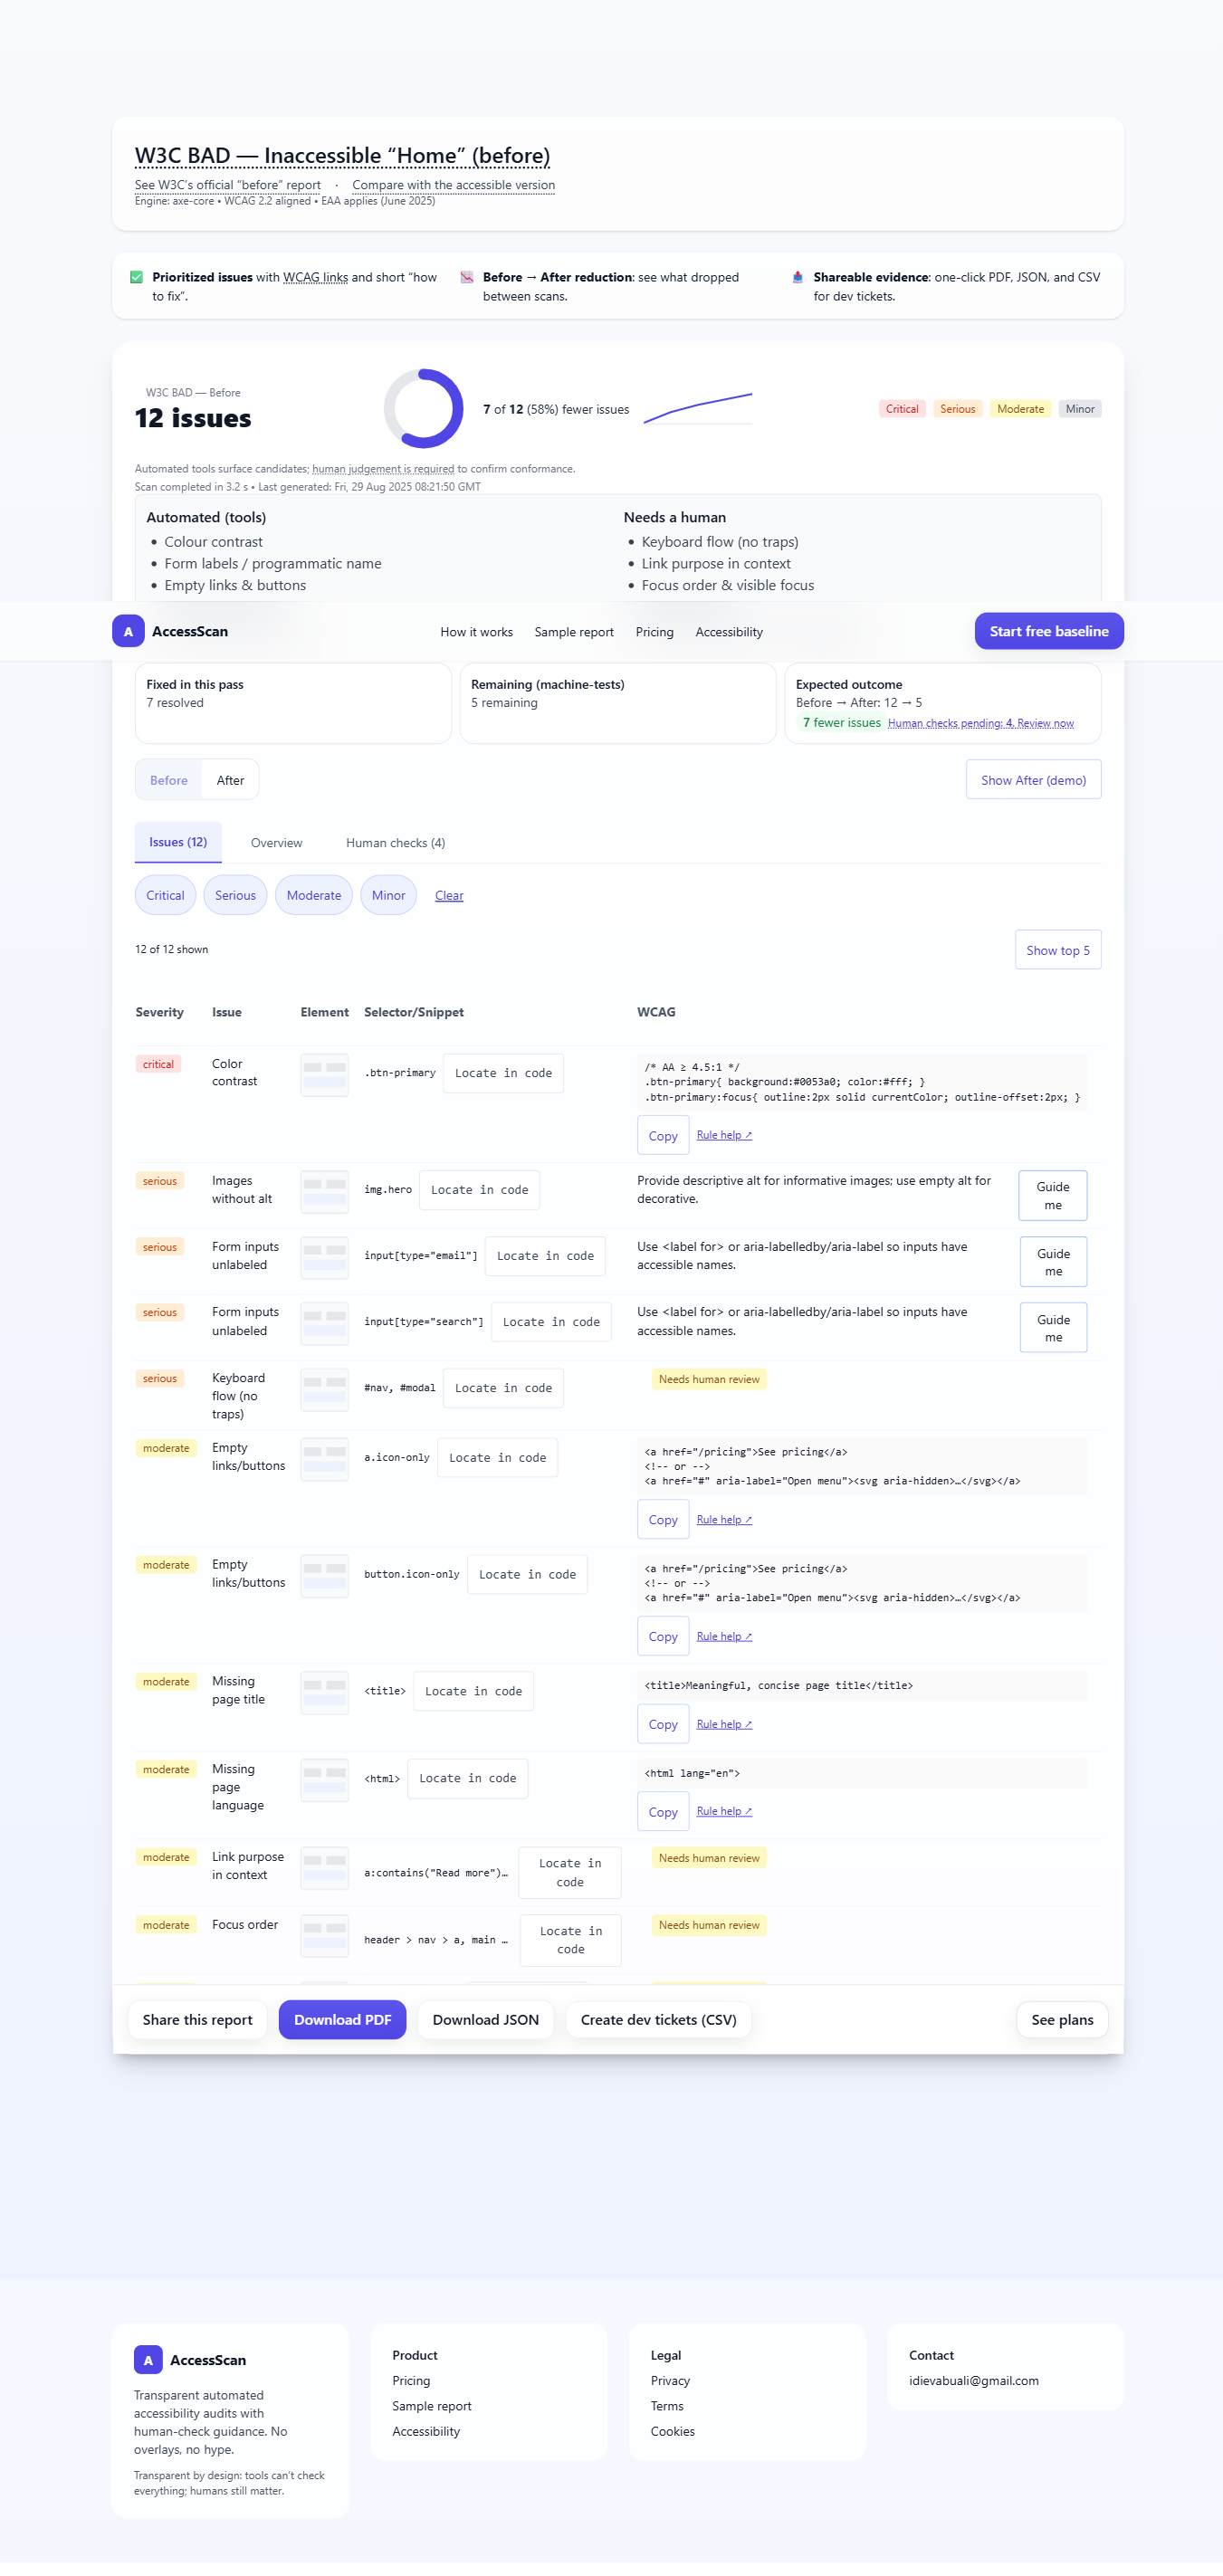 W3C BAD — Inaccessible “Home” (before)
See W3C’s official “before” report · Compare with the accessible version
Engine: axe-core • WCAG 2.2 aligned • EAA applies (June 2025)
Prioritized issues with WCAG links and short “how
to fix”.
Before → After reduction: see what dropped
between scans.
Shareable evidence: one-click PDF, JSON, and CSV
for dev tickets.
W3C BAD — Before
12 issues
7 of 12 (58%) fewer issues
Critical Serious Moderate Minor
Automated tools surface candidates; human judgement is required to confirm conformance.
Scan completed in 3.2 s • Last generated: Fri, 29 Aug 2025 08:21:50 GMT
Automated (tools)
• Colour contrast
• Form labels / programmatic name
• Empty links & buttons
Needs a human
• Keyboard flow (no traps)
• Link purpose in context
• Focus order & visible focus
A AccessScan How it works Sample report Pricing Accessibility Start free baseline
Fixed in this pass
7 resolved
Remaining (machine-tests)
5 remaining
Expected outcome
Before → After: 12 → 5
7 fewer issues Human checks pending: 4. Review now
Before After Show After (demo)
Issues (12) Overview Human checks (4)
Critical Serious Moderate Minor Clear
12 of 12 shown Show top 5
Severity Issue Element Selector/Snippet WCAG
critical
Color
contrast
.btn-primary Locate in code
/* AA ≥ 4.5:1 */
.btn-primary{ background:#0053a0; color:#fff; }
.btn-primary:focus{ outline:2px solid currentColor; outline-offset:2px; }
Copy Rule help ↗
serious
Images
without alt
img.hero Locate in code
Provide descriptive alt for informative images; use empty alt for
decorative.
Guide
me
serious
Form inputs
unlabeled
input[type="email"] Locate in code
Use <label for> or aria-labelledby/aria-label so inputs have
accessible names.
Guide
me
serious
Form inputs
unlabeled
input[type="search"] Locate in code
Use <label for> or aria-labelledby/aria-label so inputs have
accessible names.
Guide
me
serious
Keyboard
flow (no
traps)
#nav, #modal Locate in code
Needs human review
moderate
Empty
links/buttons
a.icon-only Locate in code
<a href="/pricing">See pricing</a>
<!-- or -->
<a href="#" aria-label="Open menu"><svg aria-hidden>…</svg></a>
Copy Rule help ↗
moderate
Empty
links/buttons
button.icon-only Locate in code
<a href="/pricing">See pricing</a>
<!-- or -->
<a href="#" aria-label="Open menu"><svg aria-hidden>…</svg></a>
Copy Rule help ↗
moderate
Missing
page title
<title> Locate in code
<title>Meaningful, concise page title</title>
Copy Rule help ↗
moderate
Missing
page
language
<html> Locate in code
<html lang="en">
Copy Rule help ↗
moderate
Link purpose
in context
a:contains("Read more")…
Locate in
code
Needs human review
moderate
Focus order
header > nav > a, main …
Locate in
code
Needs human review
Share this report Download PDF Download JSON Create dev tickets (CSV) See plans
A AccessScan
Transparent automated
accessibility audits with
human-check guidance. No
overlays, no hype.
Transparent by design: tools can’t check
everything; humans still matter.
Product
Pricing
Sample report
Accessibility
Legal
Privacy
Terms
Cookies
Contact
idievabuali@gmail.com